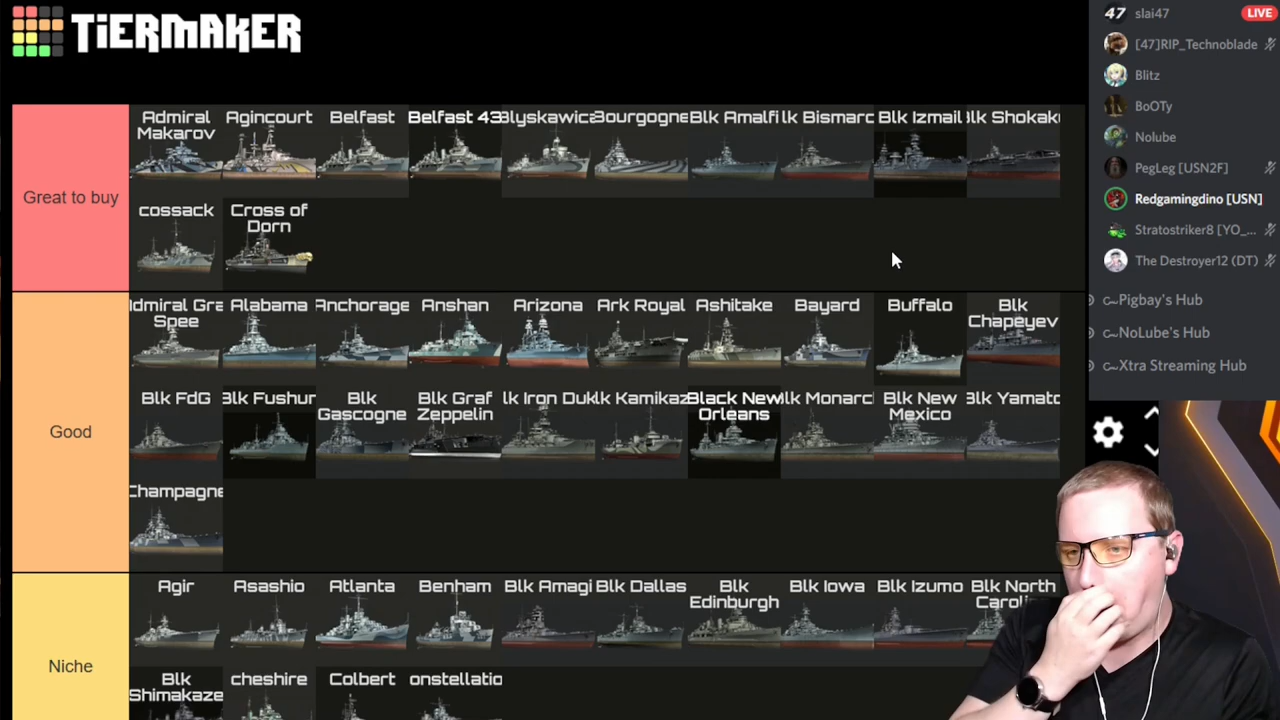 TiERMAKER
Great to buy
Admiral
Makarov
Agincourt
Belfast
Belfast 43
Blyskawica
Bourgogne
Blk Amalfi
lk Bismarc
Blk Izmail
lk Shokak
cossack
Cross of
Dorn
Good
dmiral Gra
Spee
Alabama
Anchorage
Anshan
Arizona
Ark Royal
Ashitake
Bayard
Buffalo
Blk
Chapeyev
Blk FdG
Blk Fushun
Blk
Gascogne
Blk Graf
Zeppelin
lk Iron Duk
lk Kamikaz
Black New
Orleans
lk Monarc
Blk New
Mexico
Blk Yamato
Champagne
Niche
Agir
Asashio
Atlanta
Benham
Blk Amagi
Blk Dallas
Blk
Edinburgh
Blk Iowa
Blk Izumo
Blk North
Carol
Blk
Shimakaze
cheshire
Colbert
onstellatio
47 slai47 LIVE
[47]RIP_Technoblade
Blitz
BoOTy
Nolube
PegLeg [USN2F]
Redgamingdino [USN]
Stratostriker8 [YO_...
The Destroyer12 (DT)
Pigbay's Hub
NoLube's Hub
Xtra Streaming Hub